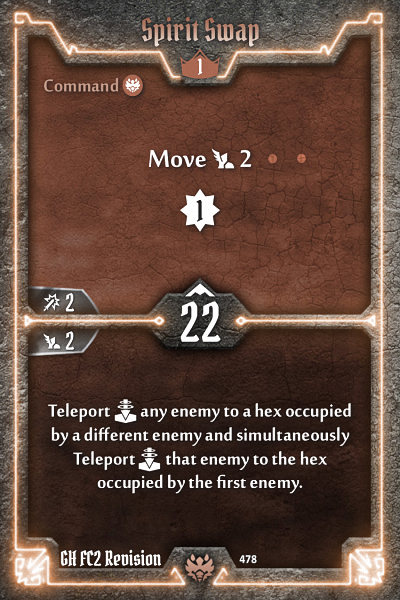 Spirit Swap
1
Command
Move 2
1
2
22
2
Teleport any enemy to a hex occupied
by a different enemy and simultaneously
Teleport that enemy to the hex
occupied by the first enemy.
GH FC2 Revision
478